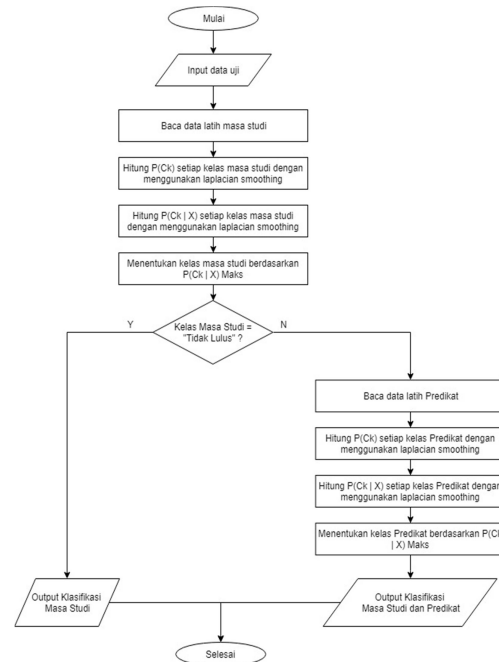 Mulai
Input data uji
Baca data latih masa studi
Hitung P(Ck) setiap kelas masa studi dengan
menggunakan laplacian smoothing
Hitung P(Ck | X) setiap kelas masa studi
dengan menggunakan laplacian smoothing
Menentukan kelas masa studi berdasarkan
P(Ck | X) Maks
Kelas Masa Studi =
"Tidak Lulus" ?
Y
N
Baca data latih Predikat
Hitung P(Ck) setiap kelas Predikat dengan
menggunakan laplacian smoothing
Hitung P(Ck | X) setiap kelas Predikat dengan
menggunakan laplacian smoothing
Menentukan kelas Predikat berdasarkan P(Ck
| X) Maks
Output Klasifikasi
Masa Studi
Output Klasifikasi
Masa Studi dan Predikat
Selesai